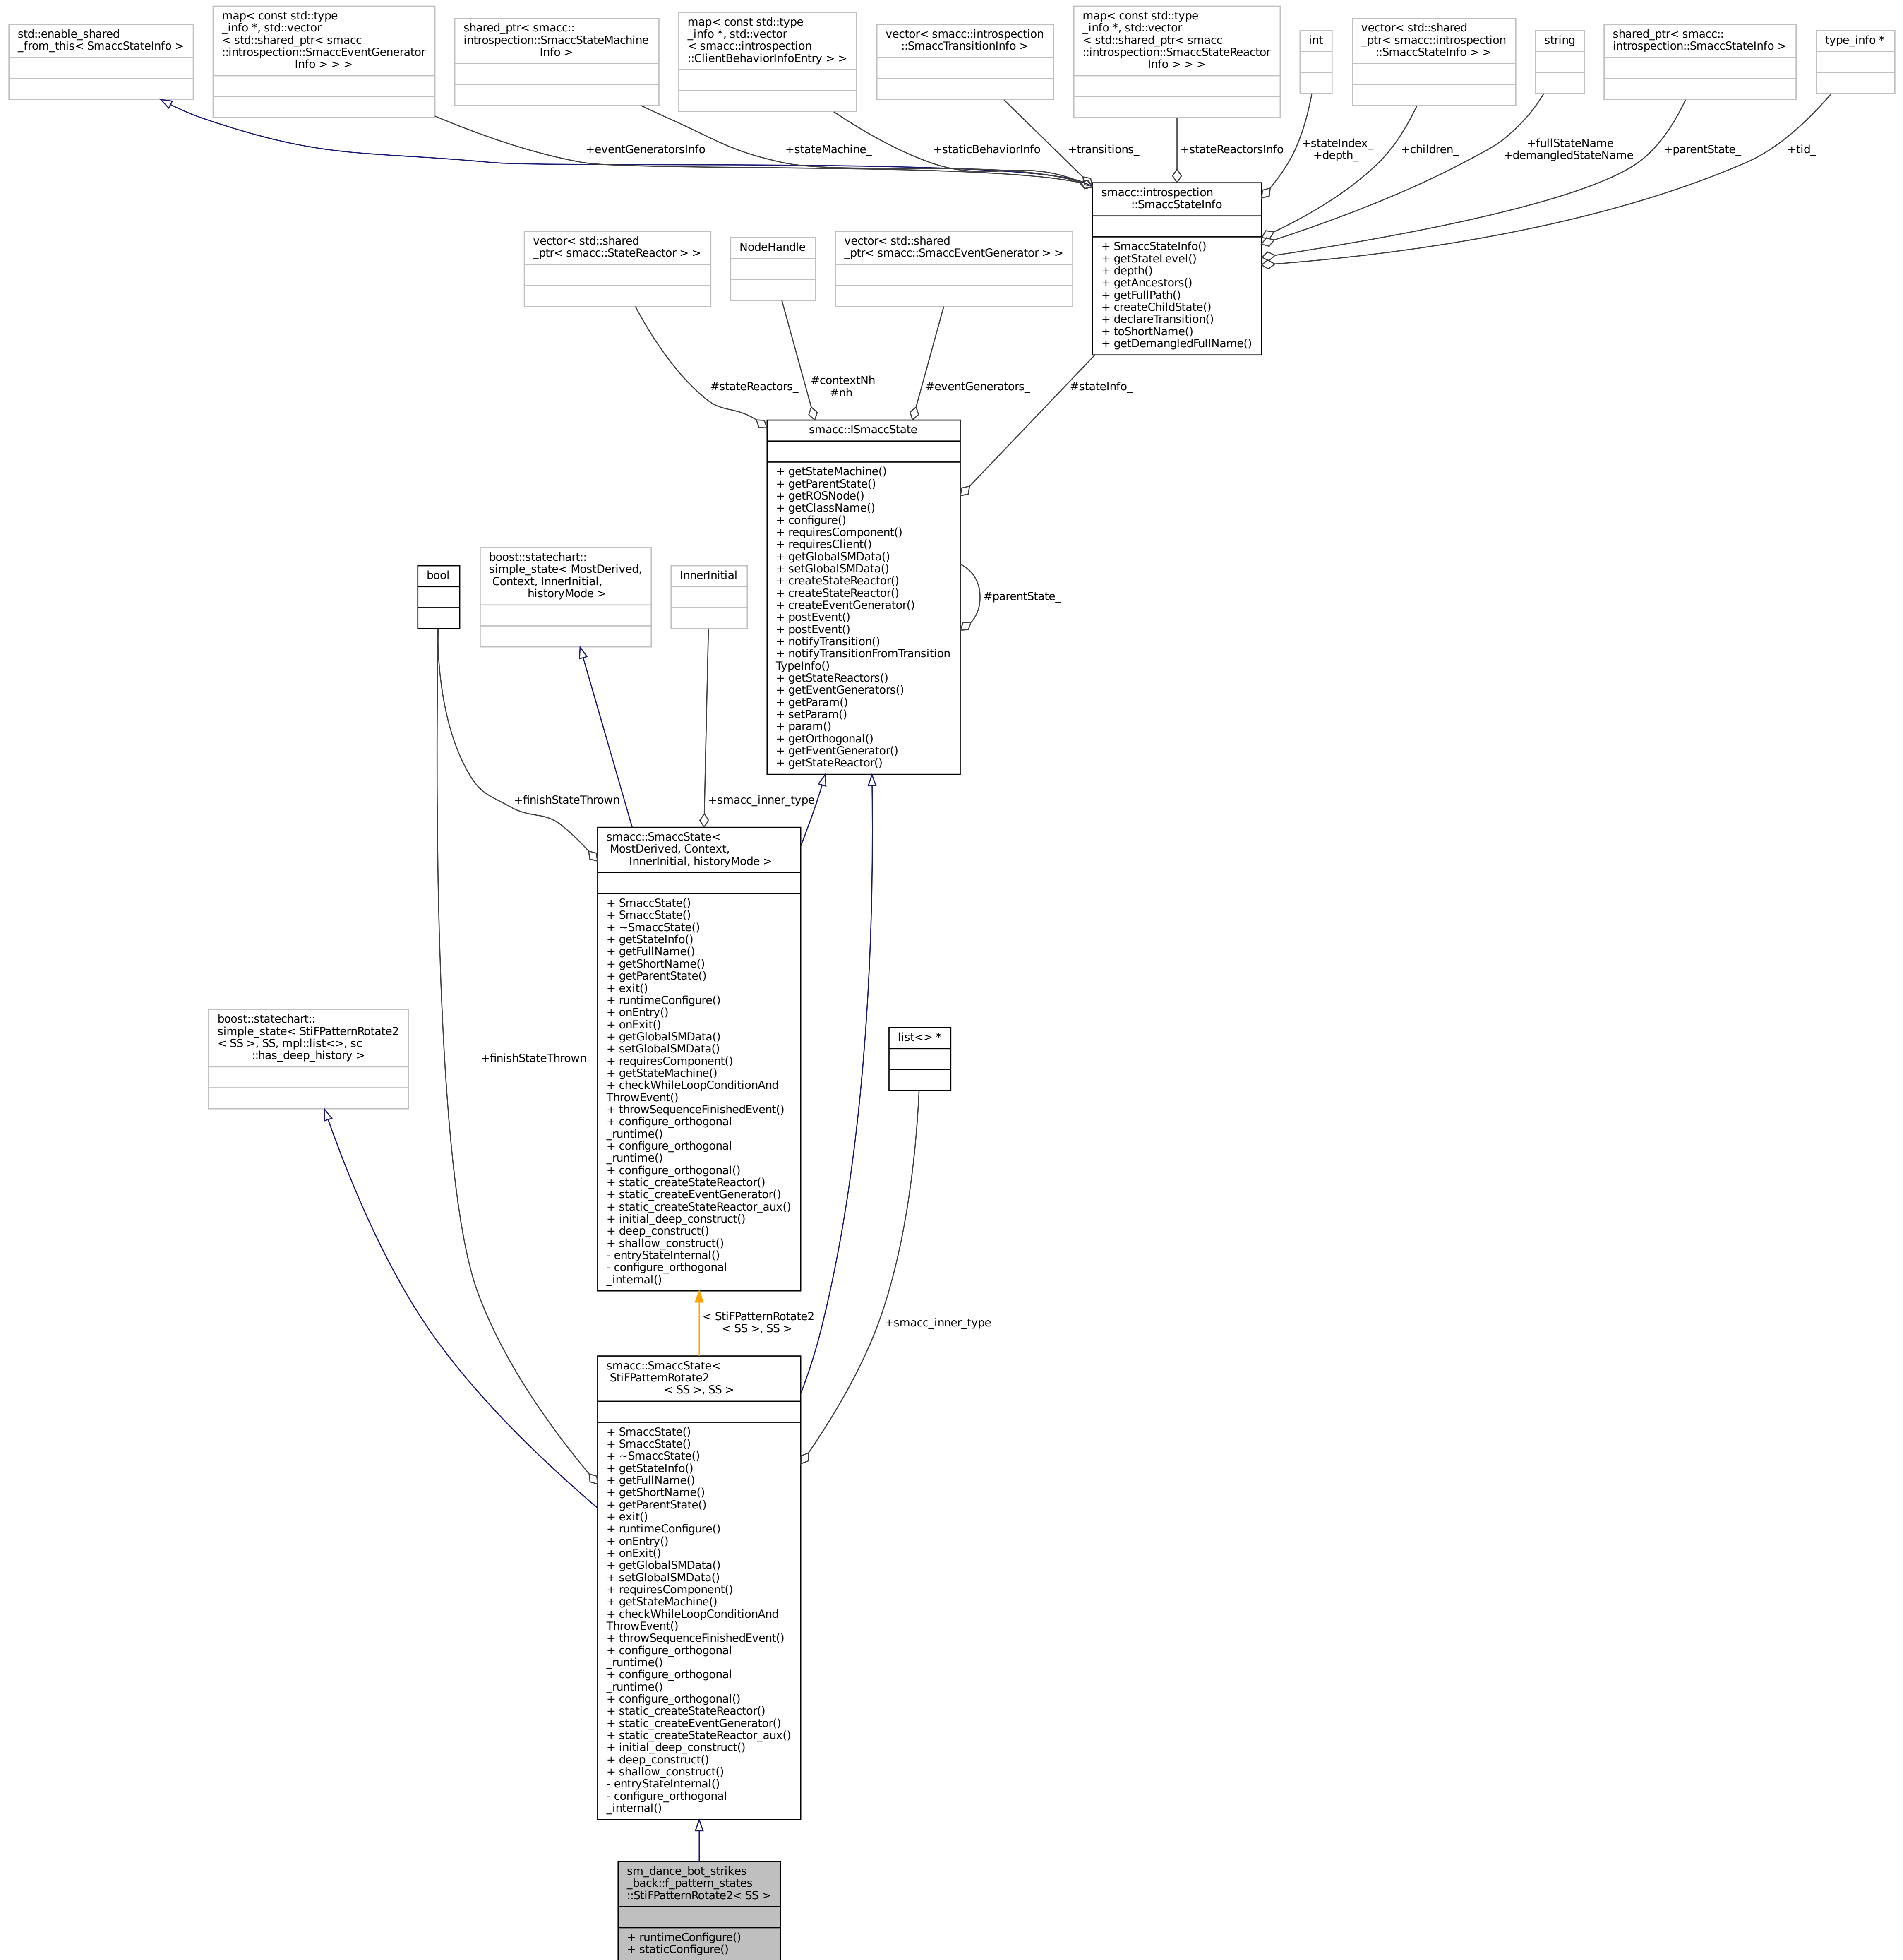 std::enable_shared
_from_this< SmaccStateInfo >
map< const std::type
_info *, std::vector
< std::shared_ptr< smacc
::introspection::SmaccEventGenerator
Info > > >
shared_ptr< smacc::
introspection::SmaccStateMachine
Info >
map< const std::type
_info *, std::vector
< smacc::introspection
::ClientBehaviorInfoEntry > >
vector< smacc::introspection
::SmaccTransitionInfo >
map< const std::type
_info *, std::vector
< std::shared_ptr< smacc
::introspection::SmaccStateReactor
Info > > >
int
vector< std::shared
_ptr< smacc::introspection
::SmaccStateInfo > >
string
shared_ptr< smacc::
introspection::SmaccStateInfo >
type_info *
+eventGeneratorsInfo
+stateMachine_
+staticBehaviorInfo
+transitions_
+stateReactorsInfo
+stateIndex_
+depth_
+children_
+fullStateName
+demangledStateName
+parentState_
+tid_
smacc::introspection
::SmaccStateInfo
+ SmaccStateInfo()
+ getStateLevel()
+ depth()
+ getAncestors()
+ getFullPath()
+ createChildState()
+ declareTransition()
+ toShortName()
+ getDemangledFullName()
vector< std::shared
_ptr< smacc::StateReactor > >
NodeHandle
vector< std::shared
_ptr< smacc::SmaccEventGenerator > >
#stateReactors_
#contextNh
#nh
#eventGenerators_
#stateInfo_
smacc::ISmaccState
+ getStateMachine()
+ getParentState()
+ getROSNode()
+ getClassName()
+ configure()
+ requiresComponent()
+ requiresClient()
+ getGlobalSMData()
+ setGlobalSMData()
+ createStateReactor()
+ createStateReactor()
+ createEventGenerator()
+ postEvent()
+ postEvent()
+ notifyTransition()
+ notifyTransitionFromTransition
TypeInfo()
+ getStateReactors()
+ getEventGenerators()
+ getParam()
+ setParam()
+ param()
+ getOrthogonal()
+ getEventGenerator()
+ getStateReactor()
#parentState_
bool
boost::statechart::
simple_state< MostDerived,
Context, InnerInitial,
historyMode >
InnerInitial
+finishStateThrown
+smacc_inner_type
smacc::SmaccState<
MostDerived, Context,
InnerInitial, historyMode >
+ SmaccState()
+ SmaccState()
+ ~SmaccState()
+ getStateInfo()
+ getFullName()
+ getShortName()
+ getParentState()
+ exit()
+ runtimeConfigure()
+ onEntry()
+ onExit()
+ getGlobalSMData()
+ setGlobalSMData()
+ requiresComponent()
+ getStateMachine()
+ checkWhileLoopConditionAnd
ThrowEvent()
+ throwSequenceFinishedEvent()
+ configure_orthogonal
_runtime()
+ configure_orthogonal
_runtime()
+ configure_orthogonal()
+ static_createStateReactor()
+ static_createEventGenerator()
+ static_createStateReactor_aux()
+ initial_deep_construct()
+ deep_construct()
+ shallow_construct()
- entryStateInternal()
- configure_orthogonal
_internal()
boost::statechart::
simple_state< StiFPatternRotate2
< SS >, SS, mpl::list<>, sc
::has_deep_history >
+finishStateThrown
list<> *
< StiFPatternRotate2
< SS >, SS >
+smacc_inner_type
smacc::SmaccState<
StiFPatternRotate2
< SS >, SS >
+ SmaccState()
+ SmaccState()
+ ~SmaccState()
+ getStateInfo()
+ getFullName()
+ getShortName()
+ getParentState()
+ exit()
+ runtimeConfigure()
+ onEntry()
+ onExit()
+ getGlobalSMData()
+ setGlobalSMData()
+ requiresComponent()
+ getStateMachine()
+ checkWhileLoopConditionAnd
ThrowEvent()
+ throwSequenceFinishedEvent()
+ configure_orthogonal
_runtime()
+ configure_orthogonal
_runtime()
+ configure_orthogonal()
+ static_createStateReactor()
+ static_createEventGenerator()
+ static_createStateReactor_aux()
+ initial_deep_construct()
+ deep_construct()
+ shallow_construct()
- entryStateInternal()
- configure_orthogonal
_internal()
sm_dance_bot_strikes
_back::f_pattern_states
::StiFPatternRotate2< SS >
+ runtimeConfigure()
+ staticConfigure()